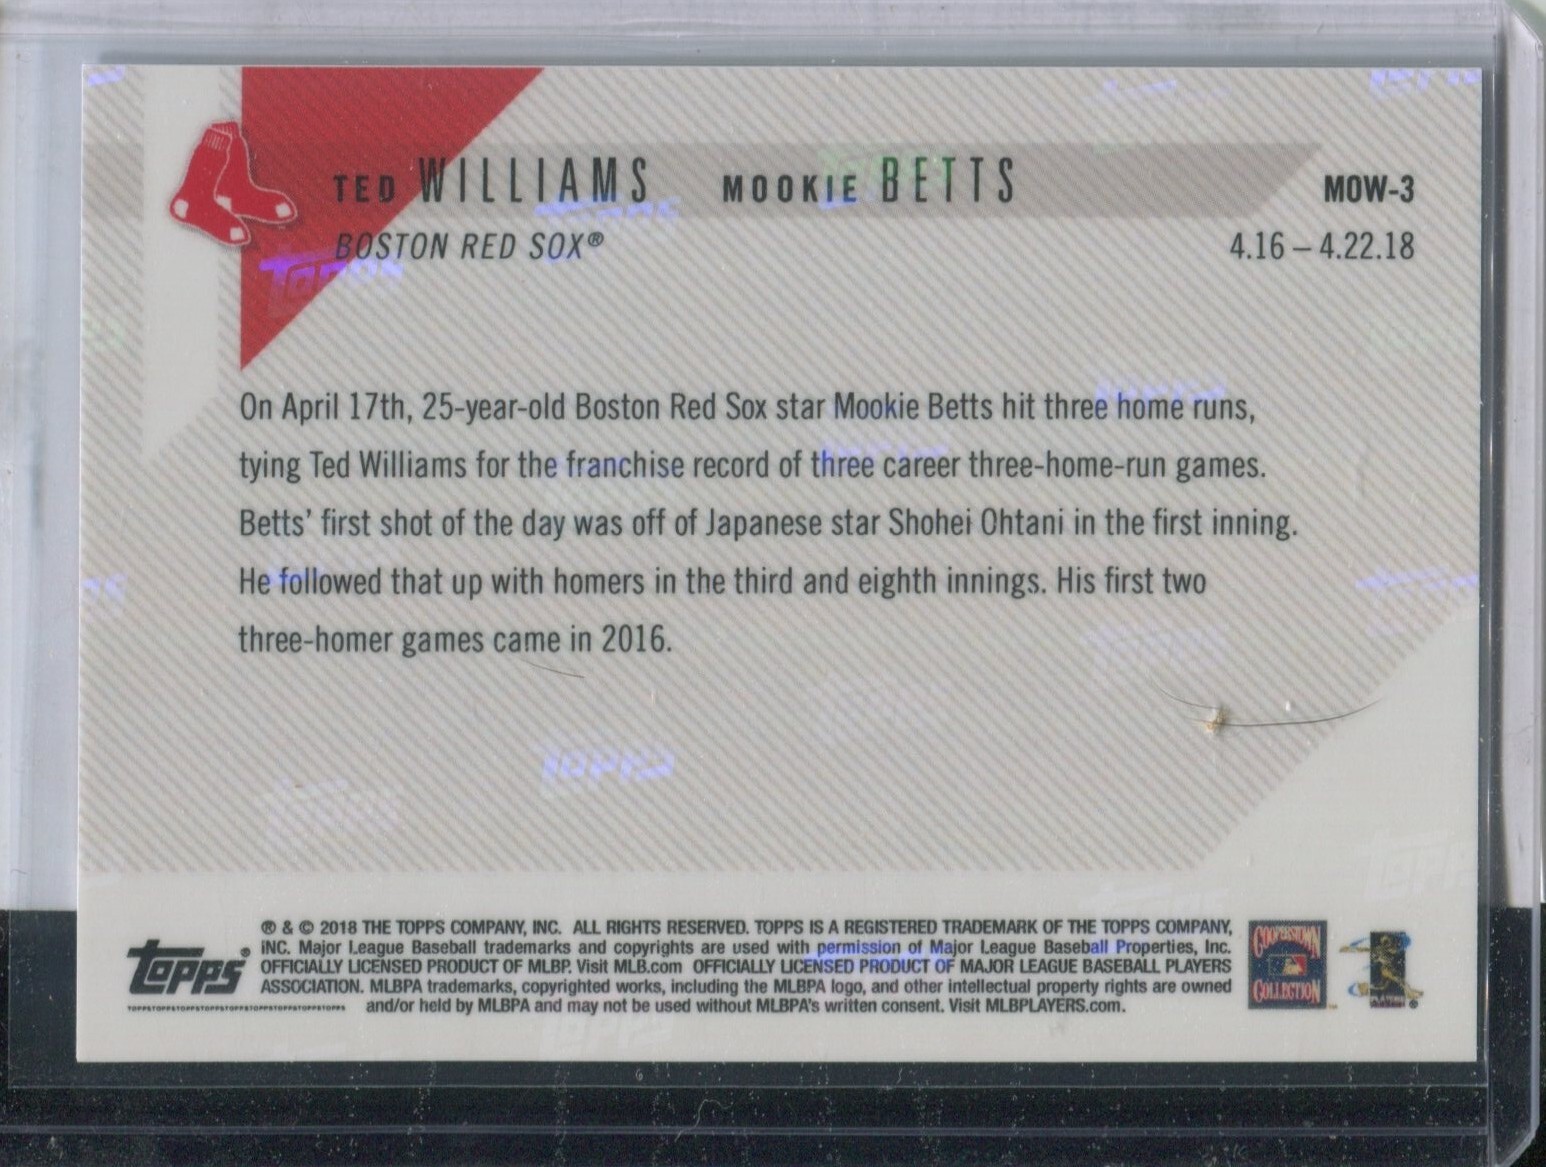 TED WILLIAMS MOOKIE BETTS MOW-3
BOSTON RED SOX® 4.16 – 4.22.18
On April 17th, 25-year-old Boston Red Sox star Mookie Betts hit three home runs,
tying Ted Williams for the franchise record of three career three-home-run games.
Betts' first shot of the day was off of Japanese star Shohei Ohtani in the first inning.
He followed that up with homers in the third and eighth innings. His first two
three-homer games came in 2016.
® & © 2018 THE TOPPS COMPANY, INC. ALL RIGHTS RESERVED. TOPPS IS A REGISTERED TRADEMARK OF THE TOPPS COMPANY,
INC. Major League Baseball trademarks and copyrights are used with permission of Major League Baseball Properties, Inc.
OFFICIALLY LICENSED PRODUCT OF MLBP. Visit MLB.com OFFICIALLY LICENSED PRODUCT OF MAJOR LEAGUE BASEBALL PLAYERS
ASSOCIATION. MLBPA trademarks, copyrighted works, including the MLBPA logo, and other intellectual property rights are owned
and/or held by MLBPA and may not be used without MLBPA's written consent. Visit MLBPLAYERS.com.
Topps®
TOPPSTOPPSTOPPSTOPPSTOPPSTOPPSTOPPSTOPPSTOPPS
COOPERSTOWN
COLLECTION